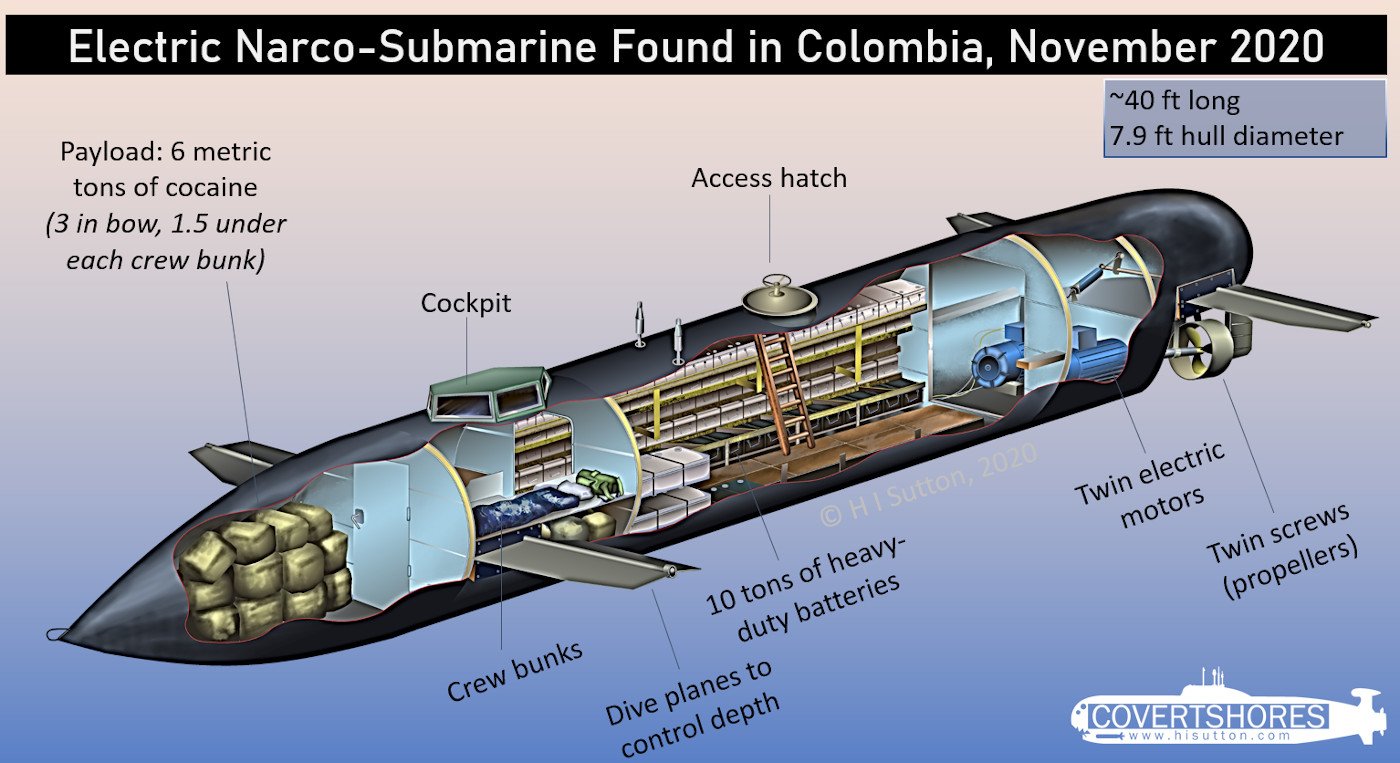 Electric Narco-Submarine Found in Colombia, November 2020
~40 ft long
7.9 ft hull diameter
Payload: 6 metric
tons of cocaine
(3 in bow, 1.5 under
each crew bunk)
Access hatch
Cockpit
© H I Sutton, 2020
Twin electric
motors
Twin screws
(propellers)
10 tons of heavy-
duty batteries
Crew bunks
Dive planes to
control depth
COVERTSHORES
www.hisutton.com